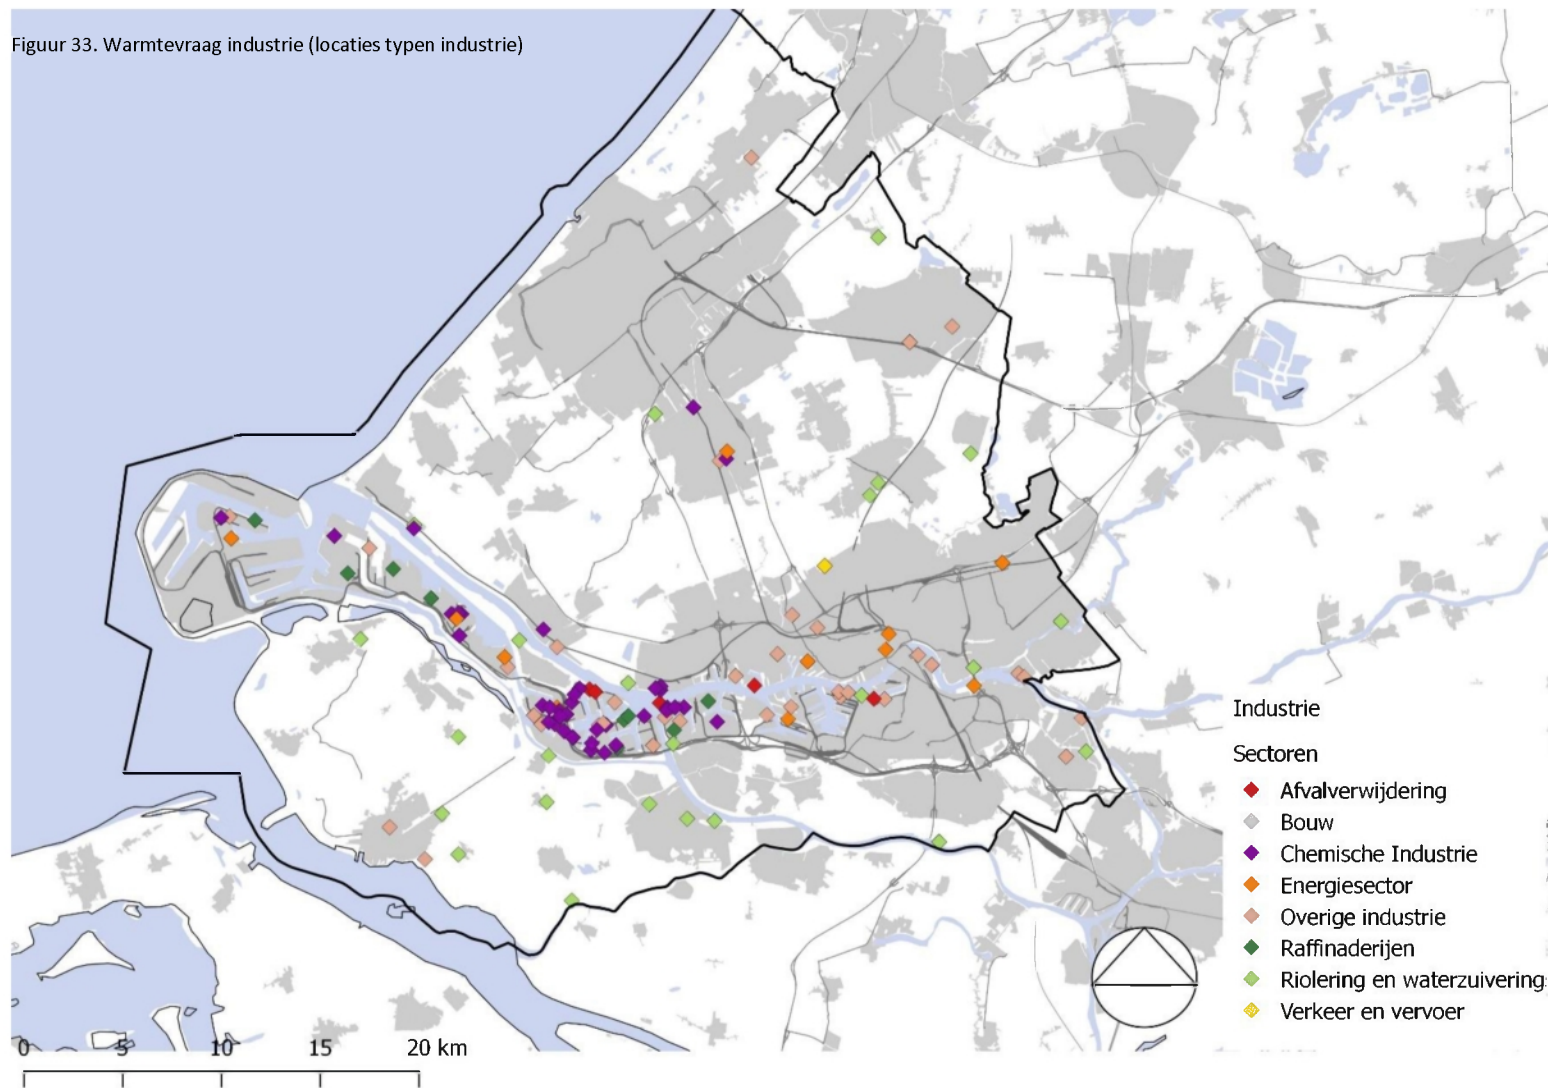 Figuur 33. Warmtevraag industrie (locaties typen industrie)
Industrie
Sectoren
Afvalverwijdering
Bouw
Chemische Industrie
Energiesector
Overige industrie
Raffinaderijen
Riolering en waterzuivering
Verkeer en vervoer
0 5 10 15 20 km